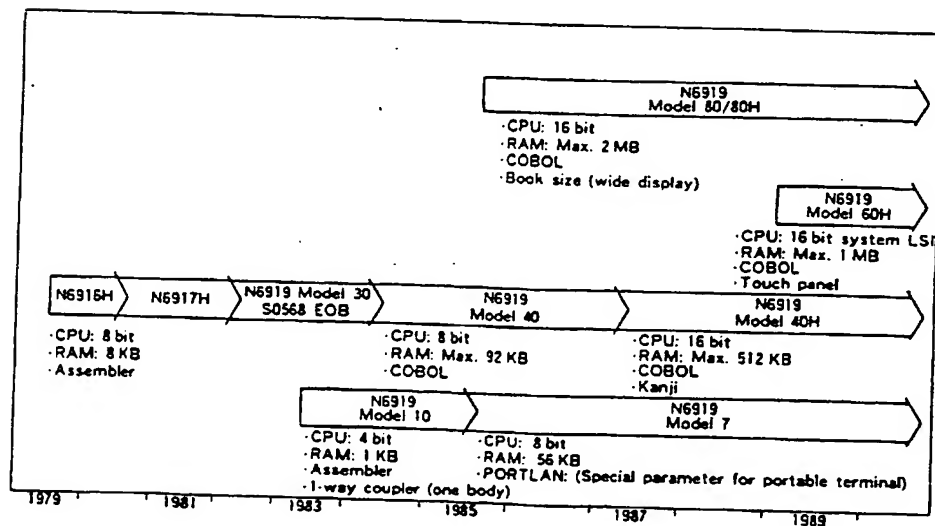 N6919
Model 80/80H
·CPU: 16 bit
·RAM: Max. 2 MB
·COBOL
·Book size (wide display)
N6919
Model 60H
·CPU: 16 bit system LSI
·RAM: Max. 1 MB
·COBOL
·Touch panel
N6916H
N6917H
N6919 Model 30
S0568 EOB
N6919
Model 40
N6919
Model 40H
·CPU: 8 bit
·RAM: 8 KB
·Assembler
·CPU: 8 bit
·RAM: Max. 92 KB
·COBOL
·CPU: 16 bit
·RAM: Max. 512 KB
·COBOL
·Kanji
N6919
Model 10
N6919
Model 7
·CPU: 4 bit
·RAM: 1 KB
·Assembler
·1-way coupler (one body)
·CPU: 8 bit
·RAM: 56 KB
·PORTLAN: (Special parameter for portable terminal)
1979 1981 1983 1985 1987 1989